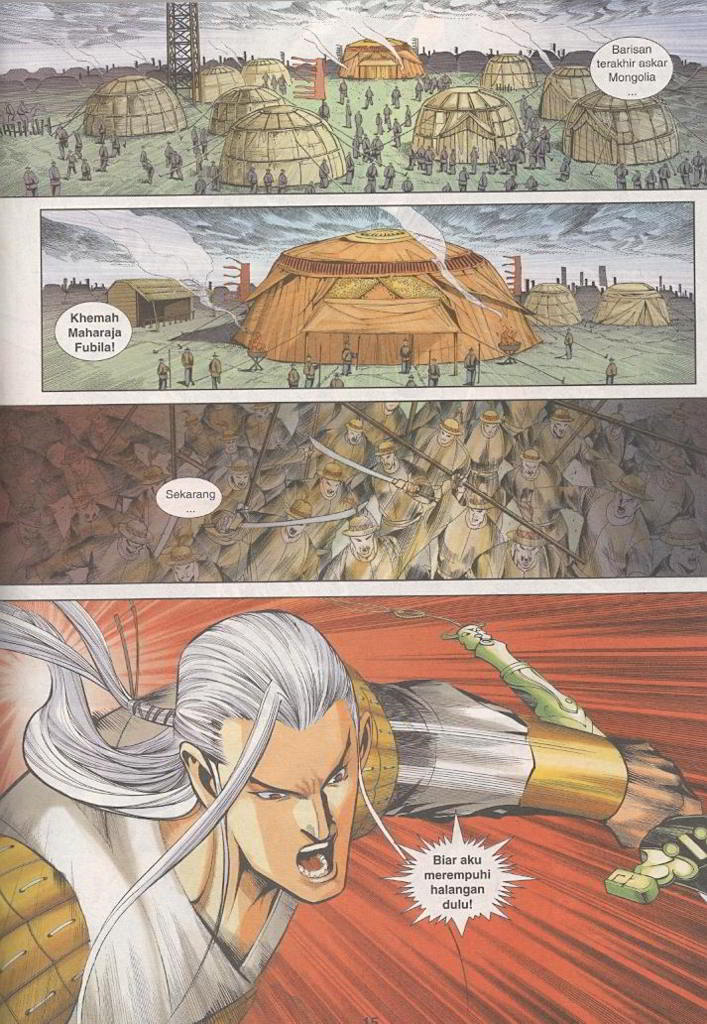 Barisan
terakhir askar
Mongolia
...
Khemah
Maharaja
Fubila!
Sekarang
...
Biar aku
merempuhi
halangan
dulu!
15